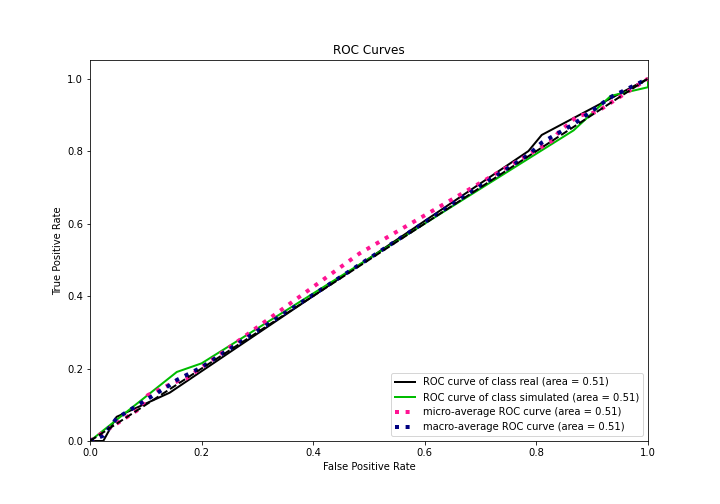 ROC Curves
True Positive Rate
1.0
0.8
0.6
0.4
0.2
0.0
0.0 0.2 0.4 0.6 0.8 1.0
False Positive Rate
ROC curve of class real (area = 0.51)
ROC curve of class simulated (area = 0.51)
micro-average ROC curve (area = 0.51)
macro-average ROC curve (area = 0.51)